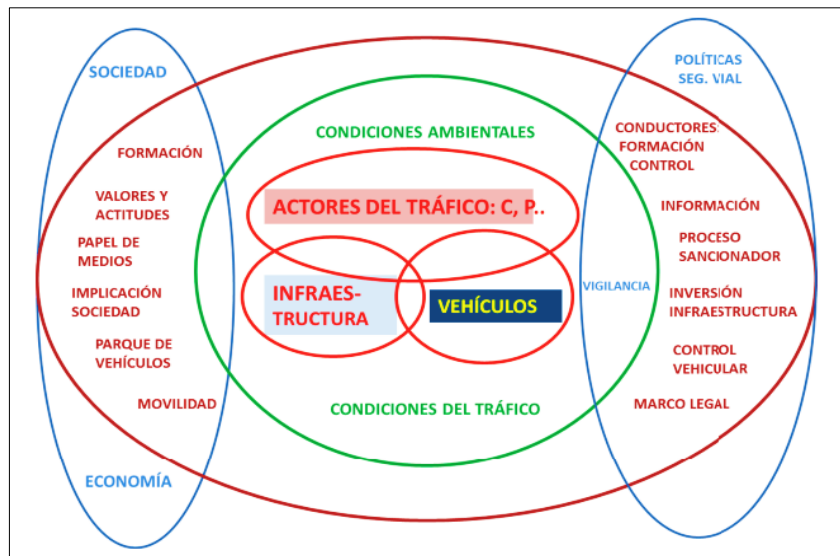 SOCIEDAD
FORMACIÓN
VALORES Y
ACTITUDES
PAPEL DE
MEDIOS
IMPLICACIÓN
SOCIEDAD
PARQUE DE
VEHÍCULOS
MOVILIDAD
ECONOMÍA
CONDICIONES AMBIENTALES
ACTORES DEL TRÁFICO: C, P..
INFRAES-
TRUCTURA
VEHÍCULOS
CONDICIONES DEL TRÁFICO
POLÍTICAS
SEG. VIAL
CONDUCTORES:
FORMACIÓN
CONTROL
INFORMACIÓN
PROCESO
SANCIONADOR
VIGILANCIA
INVERSIÓN
INFRAESTRUCTURA
CONTROL
VEHICULAR
MARCO LEGAL